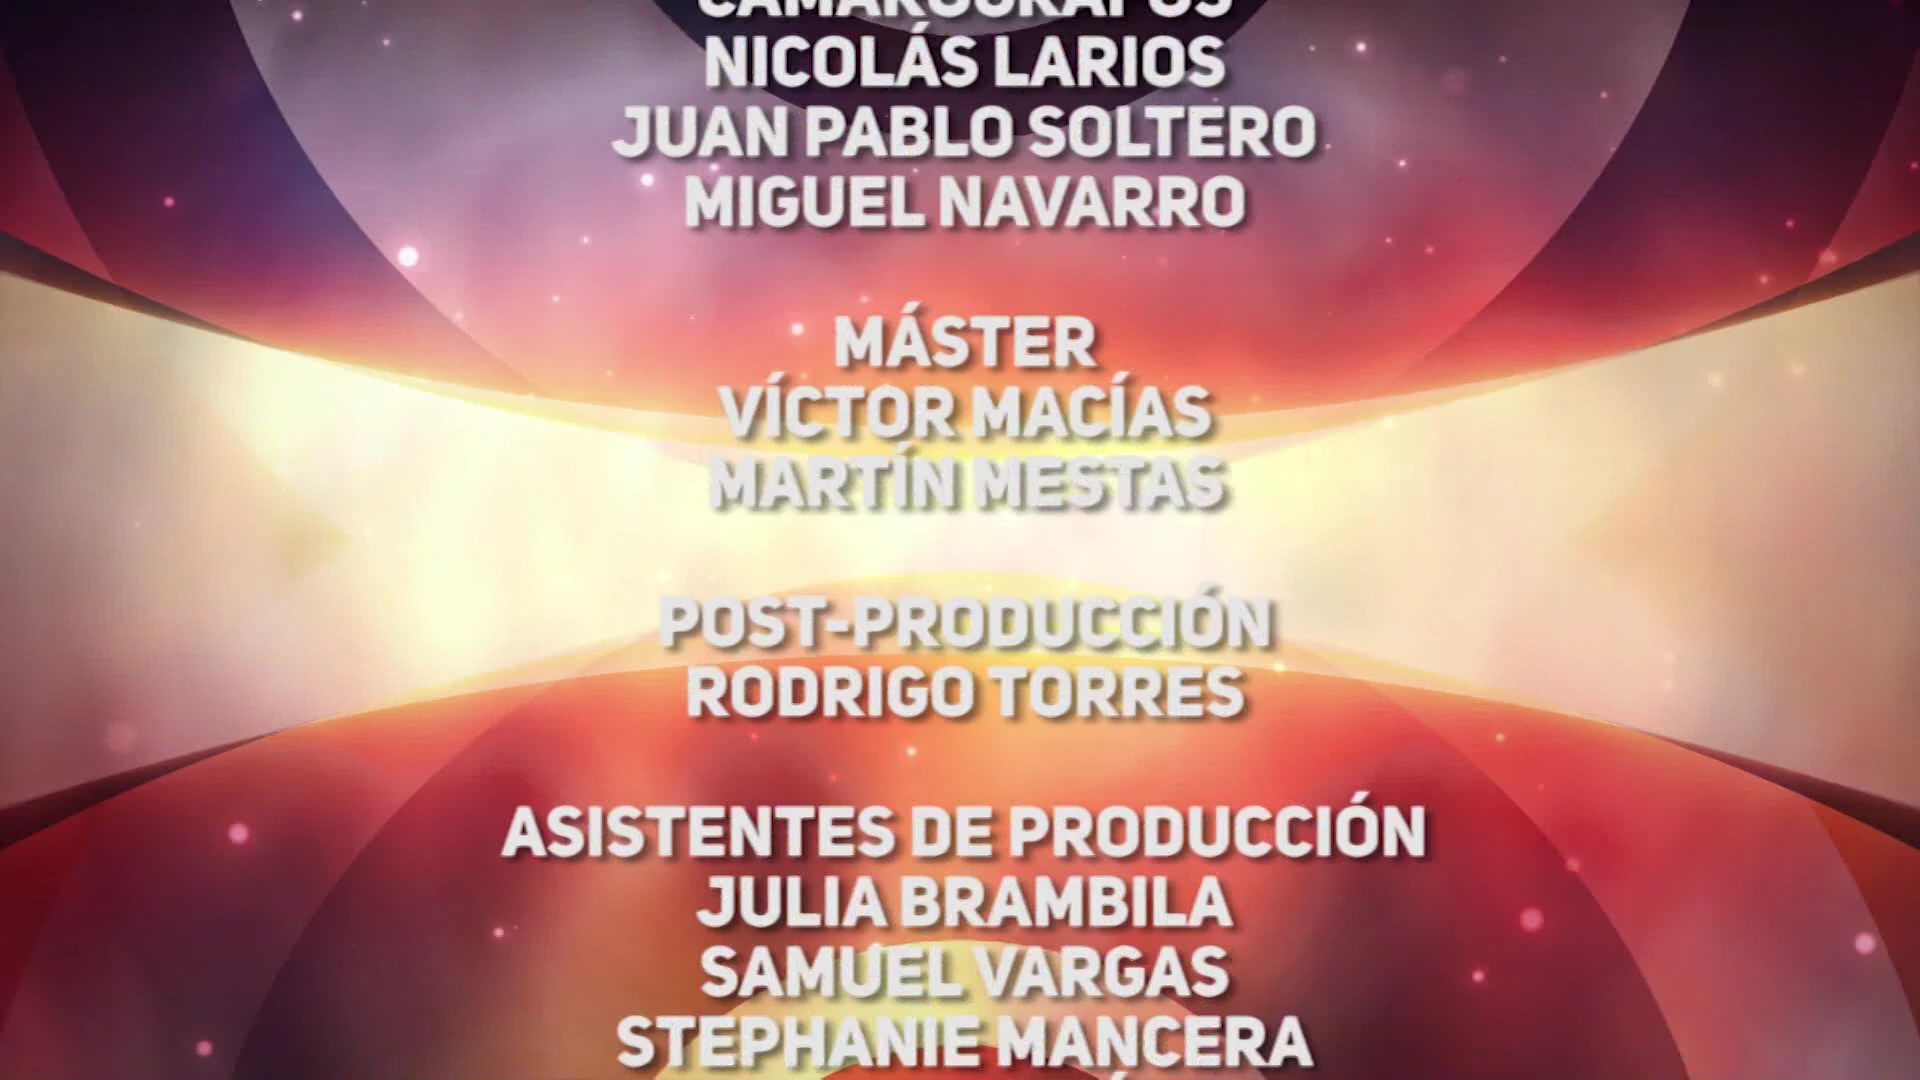 CAMARÓGRAFOS
NICOLÁS LARIOS
JUAN PABLO SOLTERO
MIGUEL NAVARRO
MÁSTER
VÍCTOR MACÍAS
MARTÍN MESTAS
POST-PRODUCCIÓN
RODRIGO TORRES
ASISTENTES DE PRODUCCIÓN
JULIA BRAMBILA
SAMUEL VARGAS
STEPHANIE MANCERA